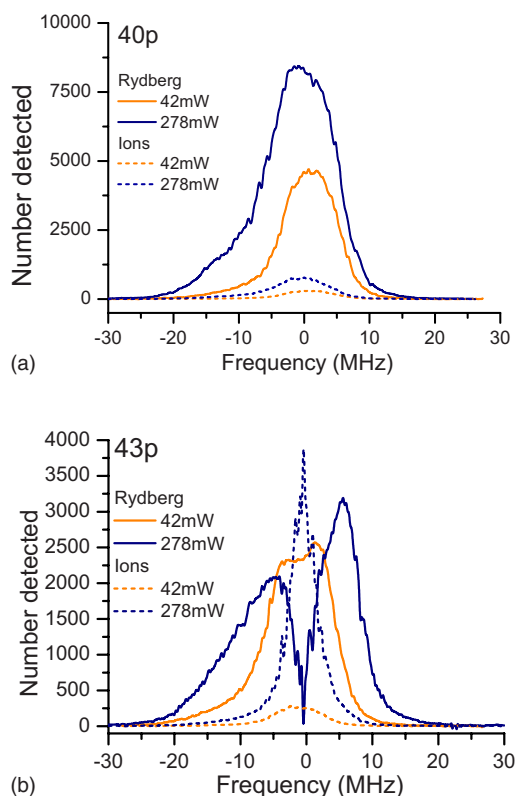 40p
10000
7500
5000
2500
0
Number detected
Rydberg
42mW
278mW
Ions
42mW
278mW
-30 -20 -10 0 10 20 30
Frequency (MHz)
(a)
43p
4000
3500
3000
2500
2000
1500
1000
500
0
Number detected
Rydberg
42mW
278mW
Ions
42mW
278mW
-30 -20 -10 0 10 20 30
Frequency (MHz)
(b)